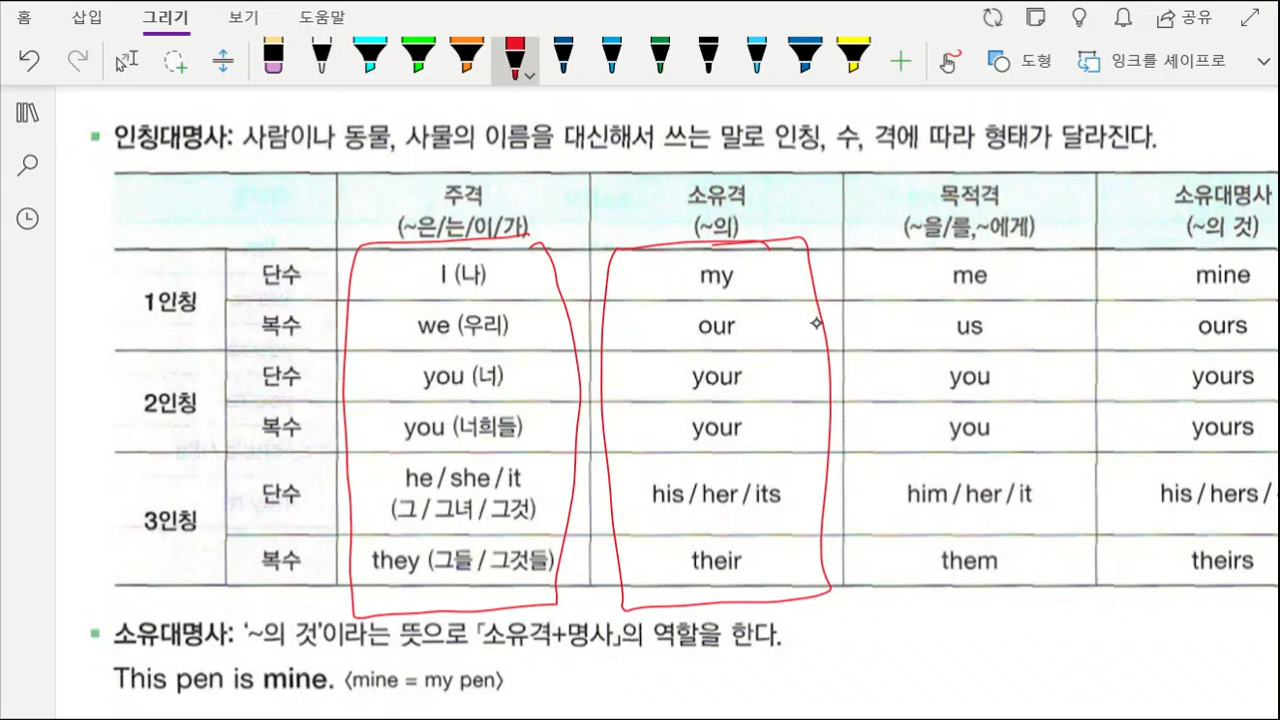 홈 삽입 그리기 보기 도움말 공유
도형 잉크를 셰이프로
인칭대명사: 사람이나 동물, 사물의 이름을 대신해서 쓰는 말로 인칭, 수, 격에 따라 형태가 달라진다.
주격 소유격 목적격 소유대명사
(~은/는/이/가) (~의) (~을/를,~에게) (~의 것)
1인칭 단수 I (나) my me mine
복수 we (우리) our us ours
2인칭 단수 you (너) your you yours
복수 you (너희들) your you yours
3인칭 단수 he / she / it his / her / its him / her / it his / hers /
(그 / 그녀 / 그것)
복수 they (그들 / 그것들) their them theirs
소유대명사: ‘~의 것’이라는 뜻으로 「소유격+명사」의 역할을 한다.
This pen is mine. 〈mine = my pen〉